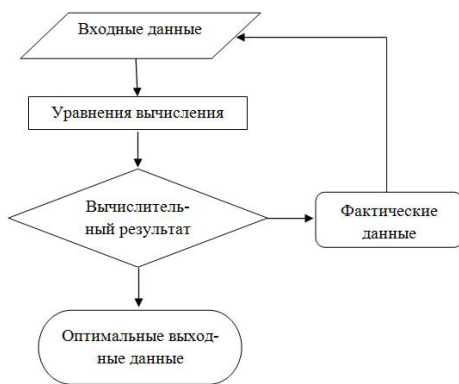 Входные данные
Уравнения вычисления
Вычислитель-
ный результат
Фактические
данные
Оптимальные выход-
ные данные